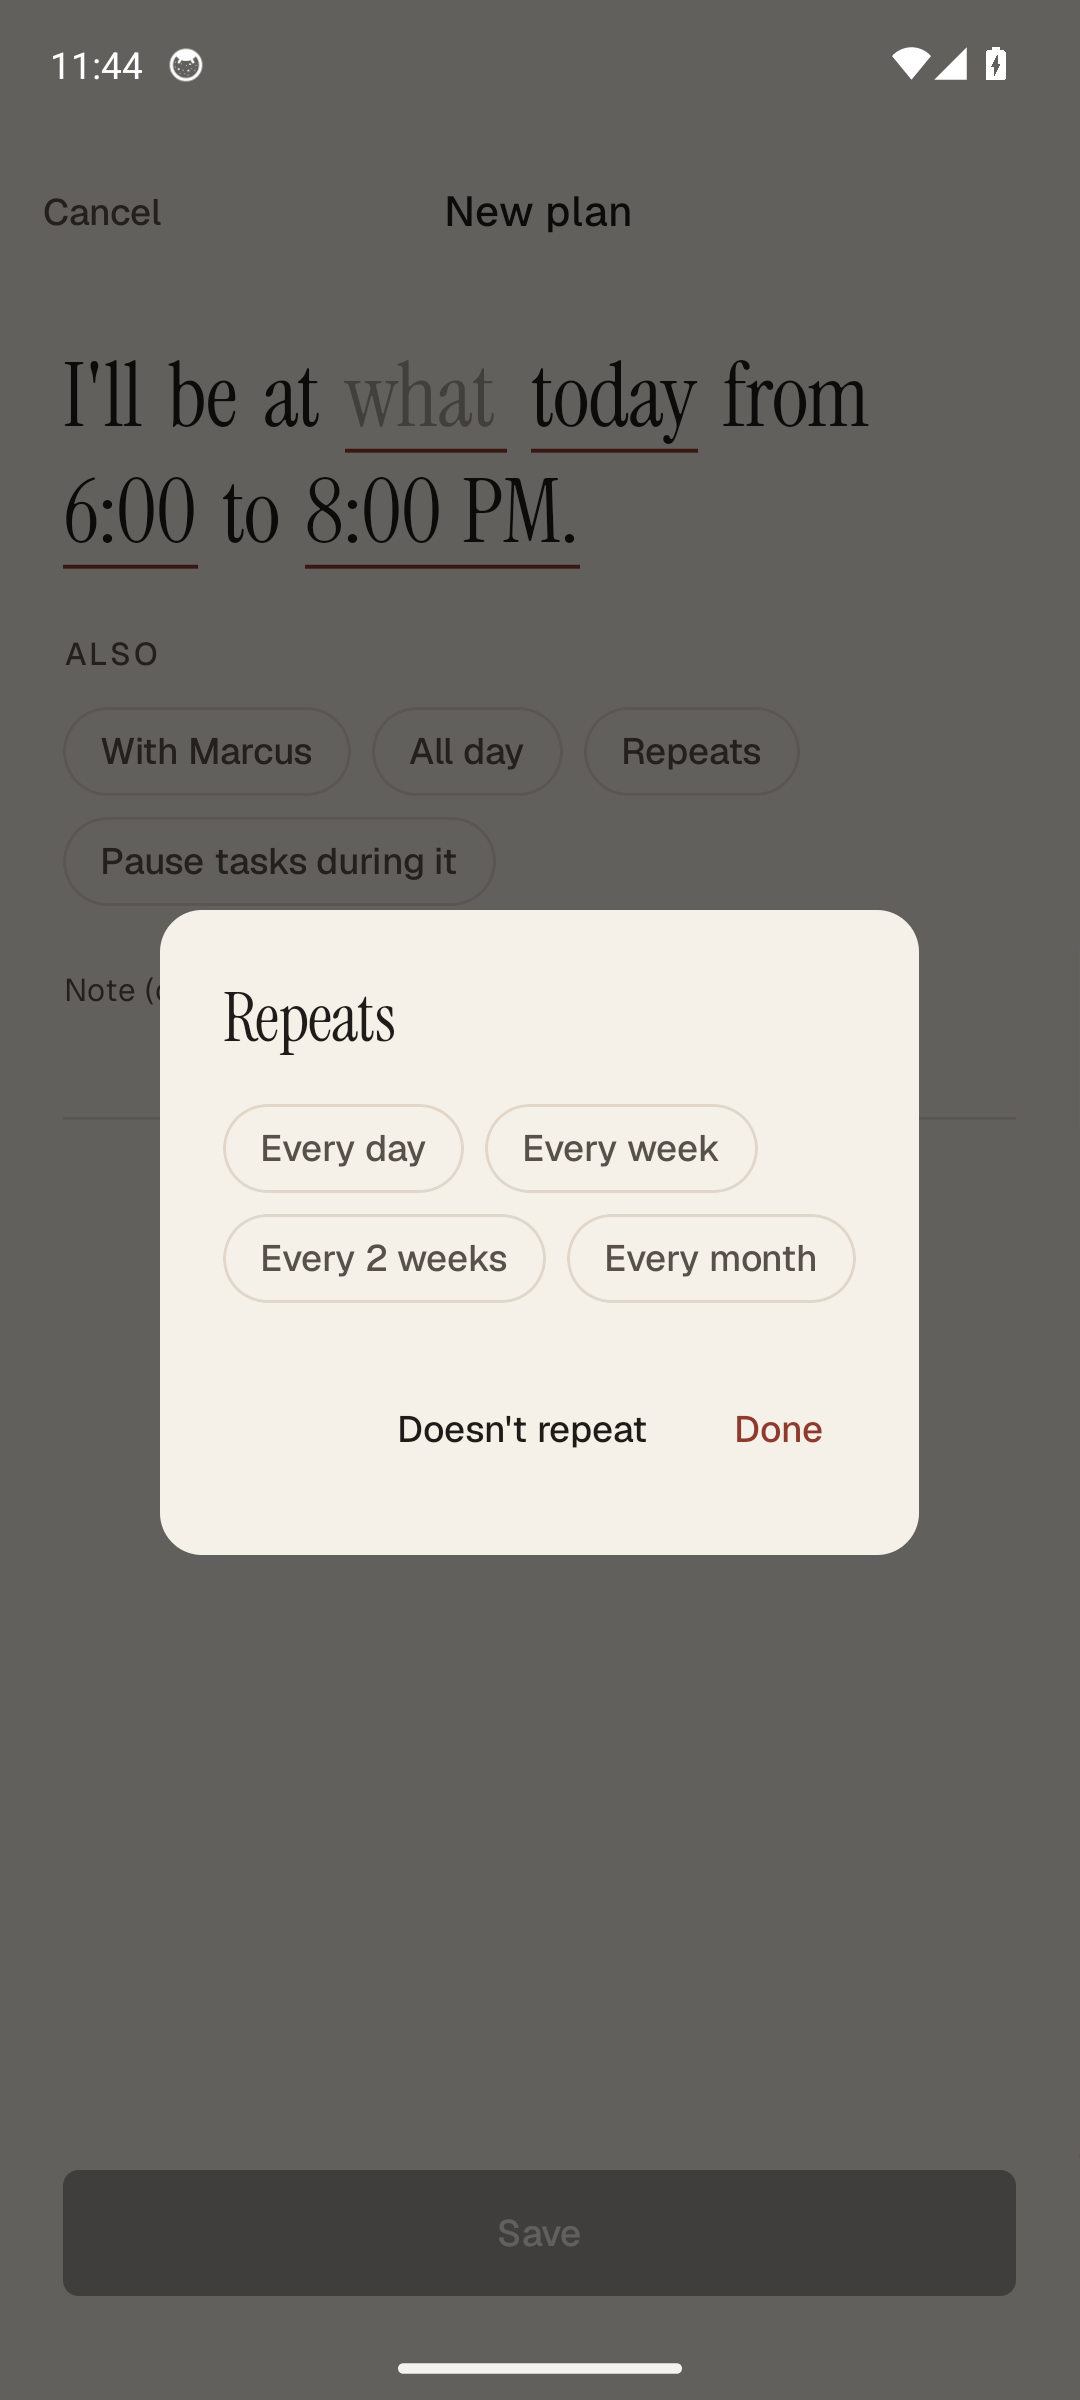 11:44
Cancel
New plan
I'll be at what today from
6:00 to 8:00 PM.
ALSO
With Marcus
All day
Repeats
Pause tasks during it
Note
Repeats
Every day
Every week
Every 2 weeks
Every month
Doesn't repeat
Done
Save